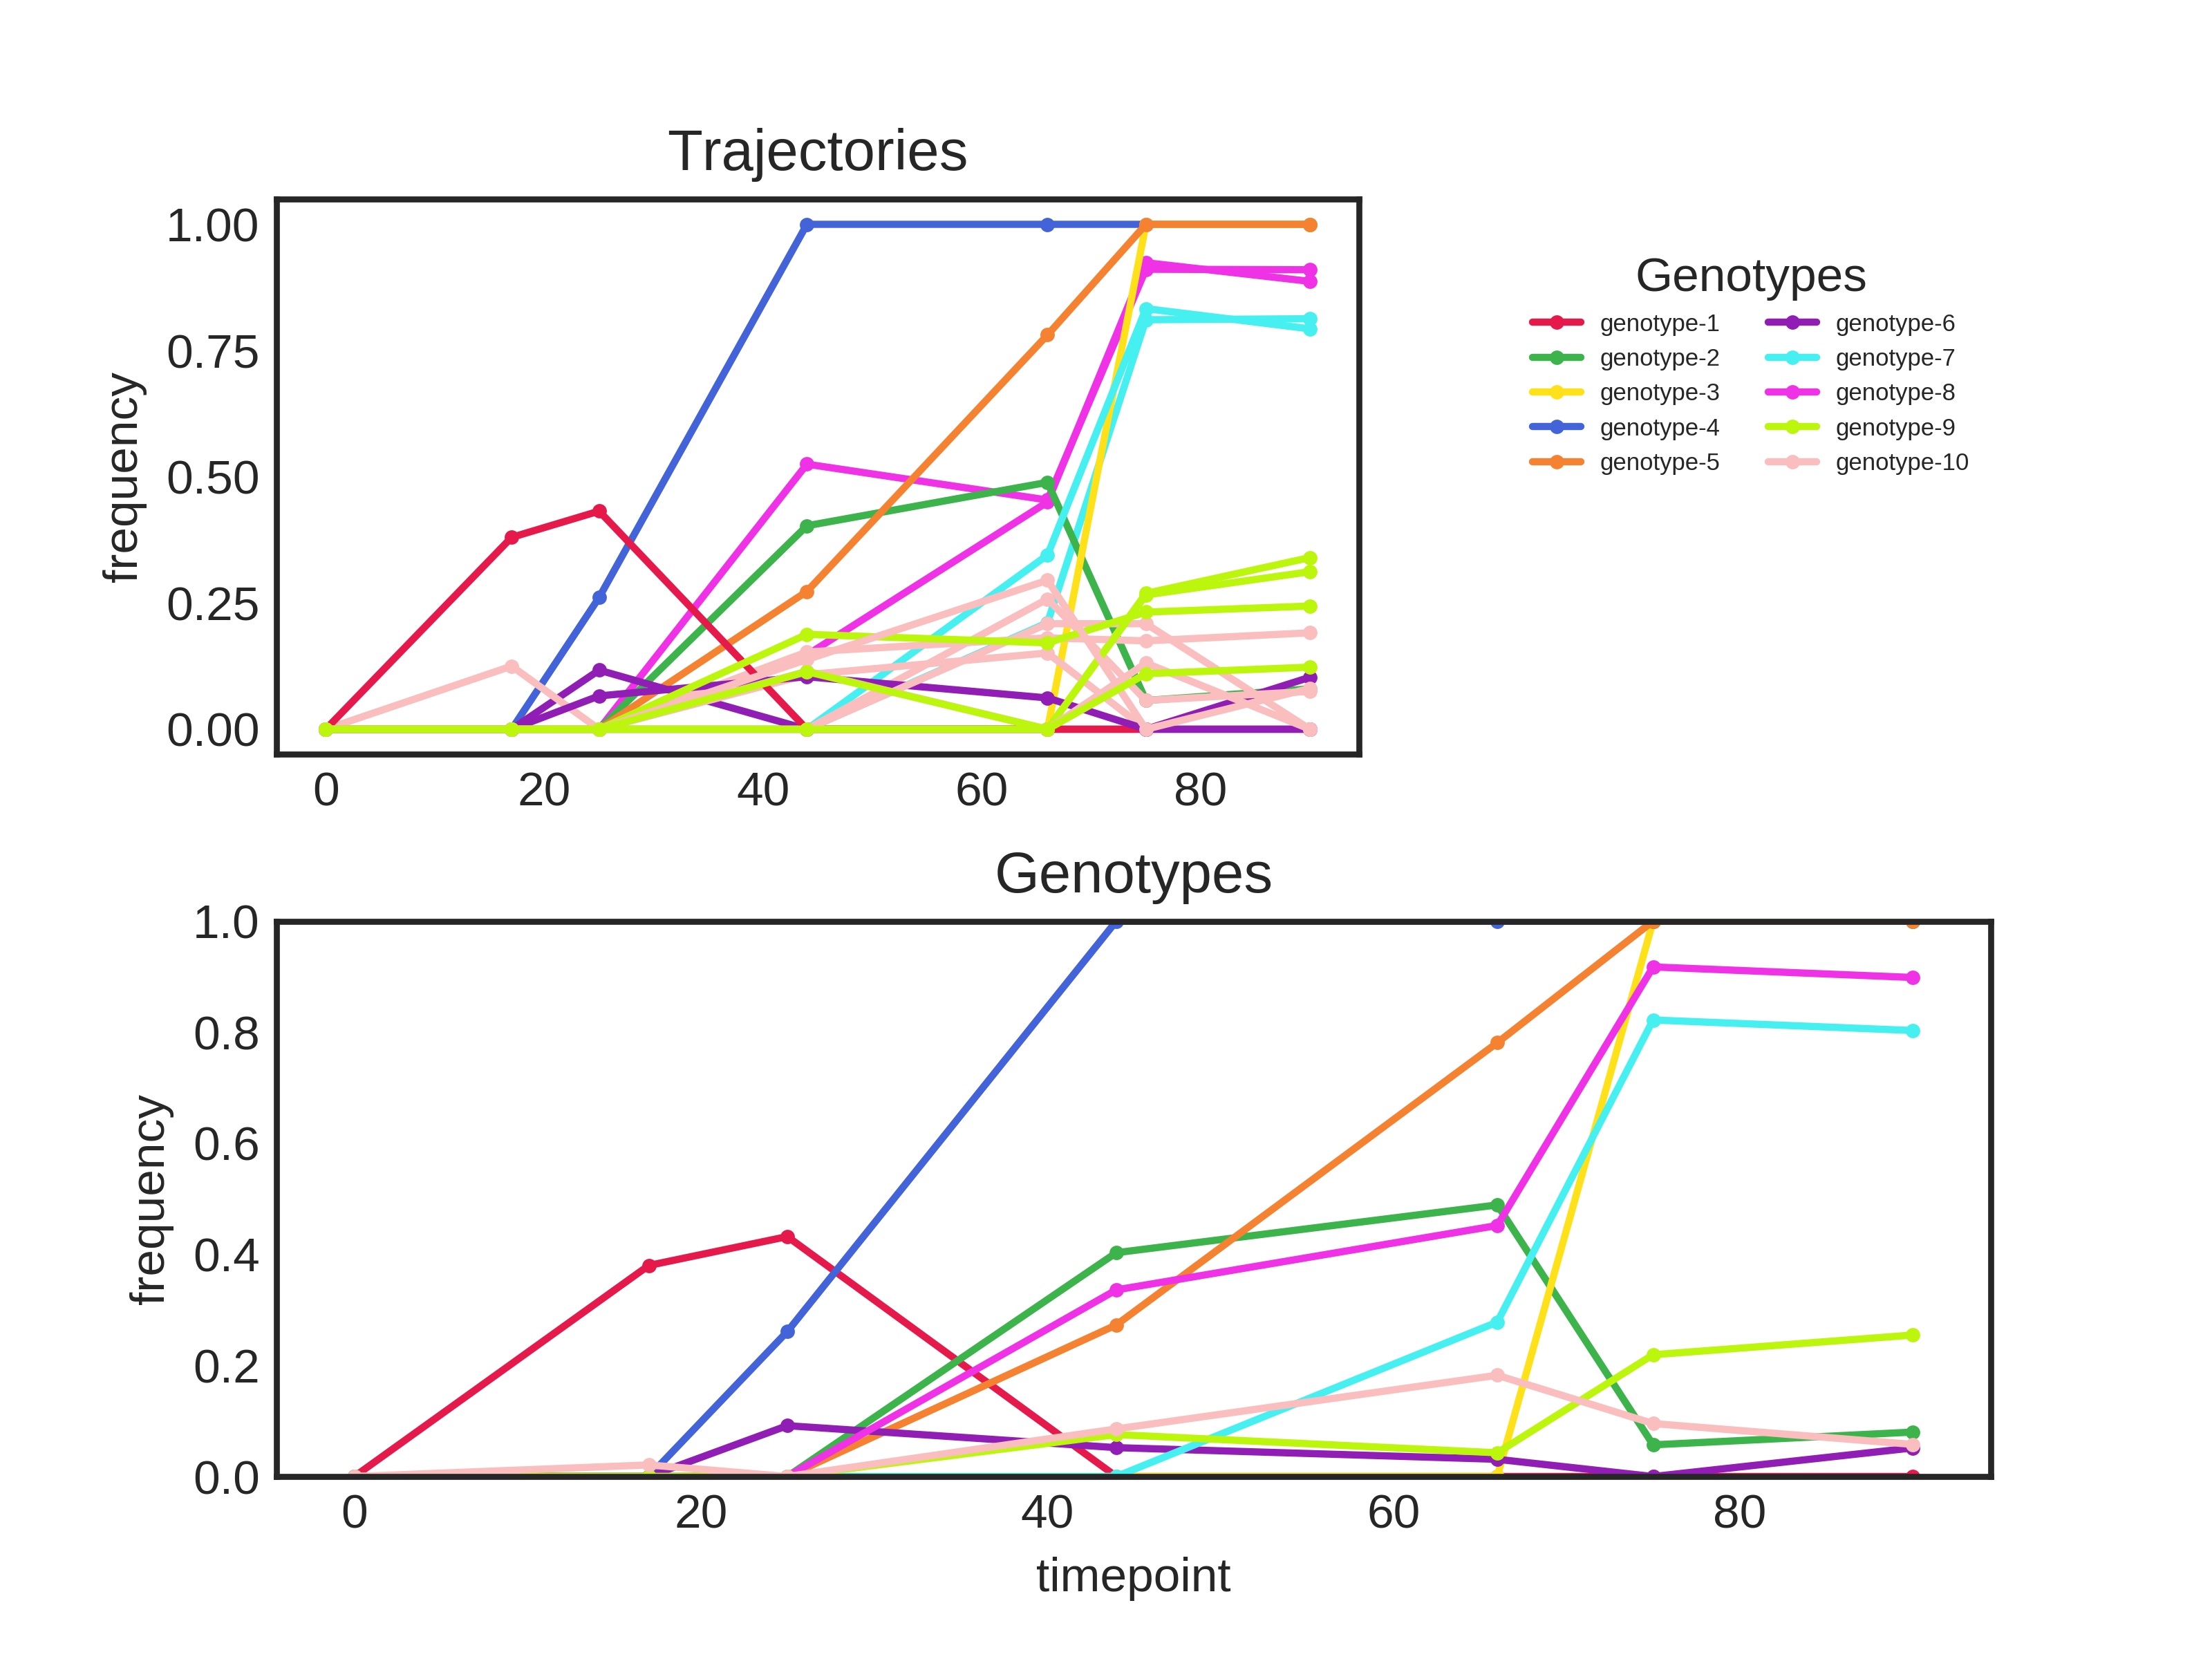 Trajectories
frequency
1.00
0.75
0.50
0.25
0.00
0 20 40 60 80
Genotypes
genotype-1 genotype-6
genotype-2 genotype-7
genotype-3 genotype-8
genotype-4 genotype-9
genotype-5 genotype-10
Genotypes
frequency
1.0
0.8
0.6
0.4
0.2
0.0
0 20 40 60 80
timepoint